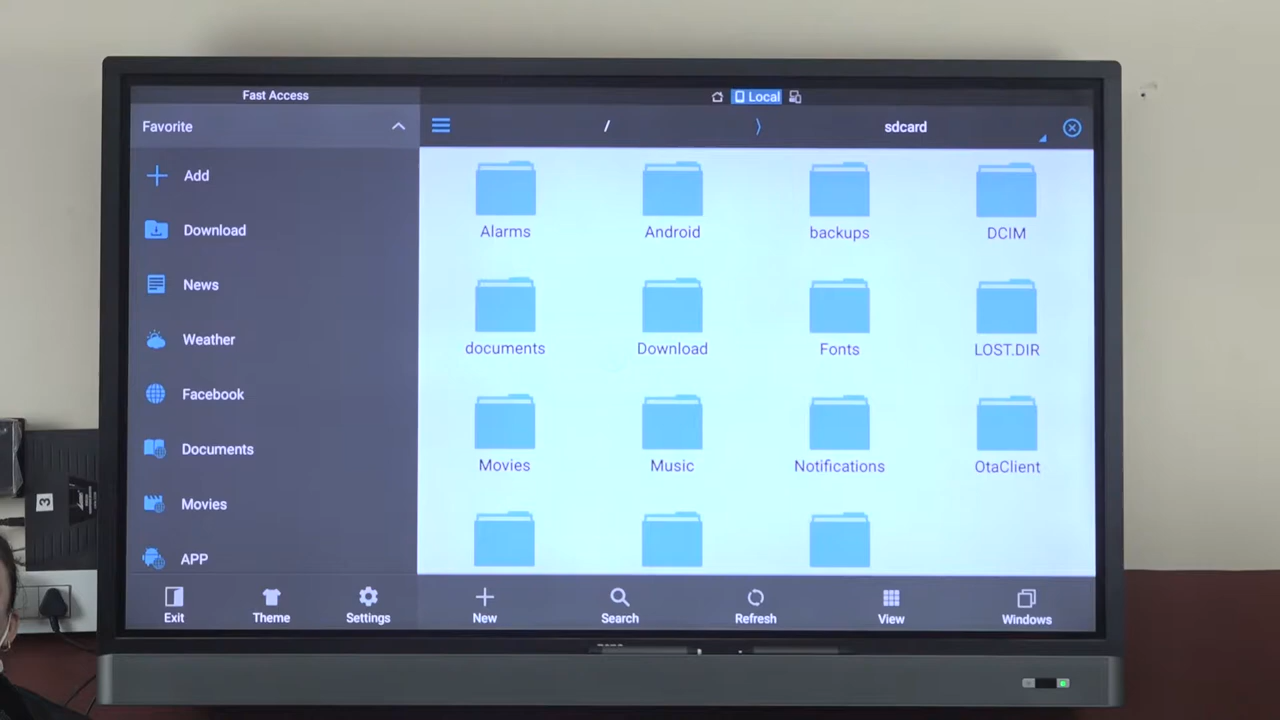 Fast Access
Local
Favorite
/ 〉 sdcard
Add
Download
News
Weather
Facebook
Documents
Movies
APP
Alarms Android backups DCIM
documents Download Fonts LOST.DIR
Movies Music Notifications OtaClient
Exit Theme Settings New Search Refresh View Windows
3